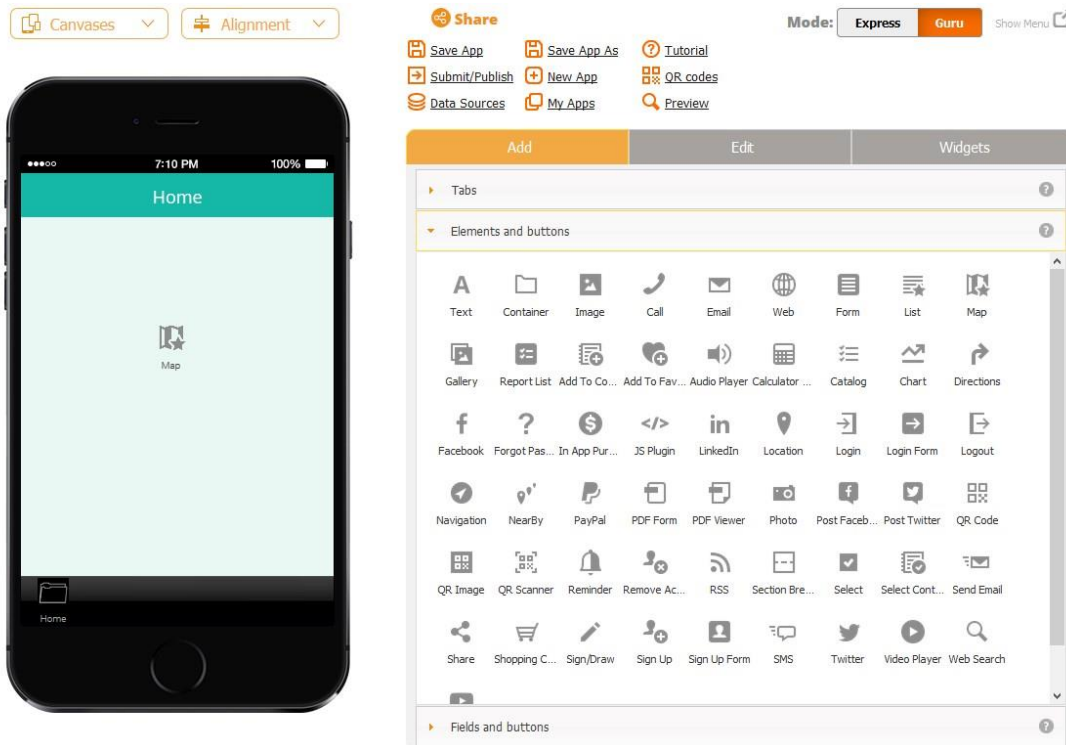 Canvases
Alignment
Share
Mode: Express Guru Show Menu
Save App Save App As Tutorial
Submit/Publish New App QR codes
Data Sources My Apps Preview
Add Edit Widgets
7:10 PM 100%
Home
Map
Home
Tabs
Elements and buttons
Text Container Image Call Email Web Form List Map
Gallery Report List Add To Co... Add To Fav... Audio Player Calculator ... Catalog Chart Directions
Facebook Forgot Pas... In App Pur... JS Plugin LinkedIn Location Login Login Form Logout
Navigation NearBy PayPal PDF Form PDF Viewer Photo Post Faceb... Post Twitter QR Code
QR Image QR Scanner Reminder Remove Ac... RSS Section Bre... Select Select Cont... Send Email
Share Shopping C... Sign/Draw Sign Up Sign Up Form SMS Twitter Video Player Web Search
Fields and buttons